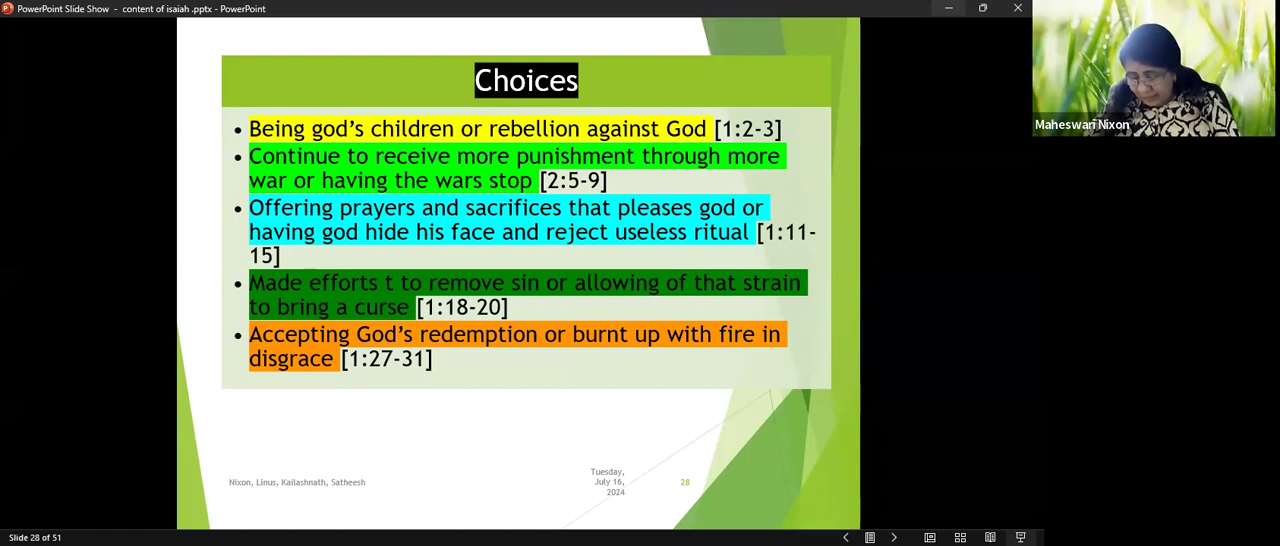 PowerPoint Slide Show - content of isaiah .pptx - PowerPoint
Maheswari Nixon
Choices
• Being god's children or rebellion against God [1:2-3]
• Continue to receive more punishment through more
war or having the wars stop [2:5-9]
• Offering prayers and sacrifices that pleases god or
having god hide his face and reject useless ritual [1:11-
15]
• Made efforts t to remove sin or allowing of that strain
to bring a curse [1:18-20]
• Accepting God's redemption or burnt up with fire in
disgrace [1:27-31]
Nixon, Linus, Kailashnath, Satheesh
Tuesday,
July 16,
2024
28
Slide 28 of 51